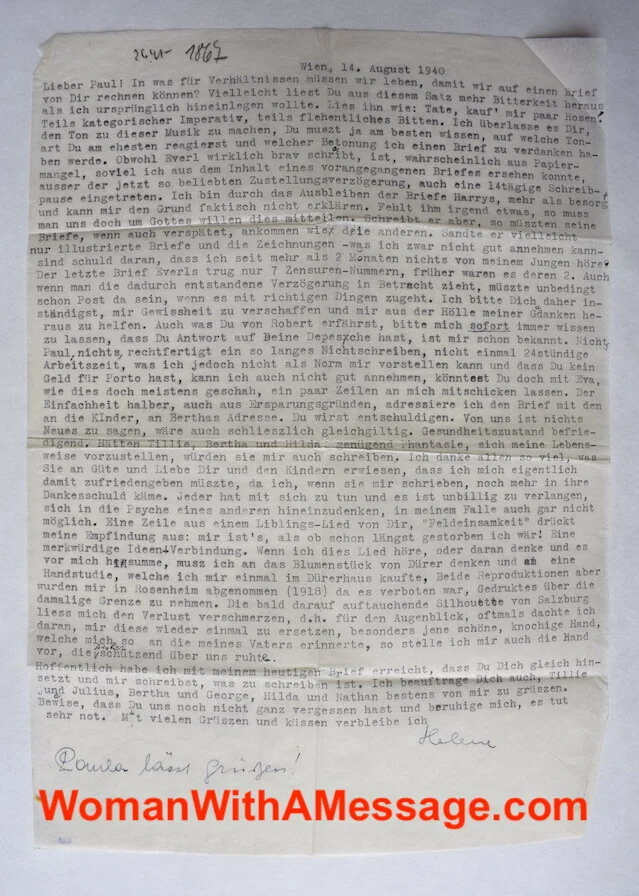 1867
Wien, 14. August 1940
Lieber Paul! In was für Verhältnissen müssen wir leben, damit wir auf einen Brief
von Dir rechnen können? Vielleicht liest Du aus diesem Satz mehr Bitterkeit heraus
als ich ursprünglich hineinlegen wollte. Lies ihn wie: Tate, kauf' mir paar Hosen!
Teils kategorischer Imperativ, teils flehentliches Bitten. Ich überlasse es Dir,
den Ton zu dieser Musik zu machen, Du muszt ja am besten wissen, auf welche Ton-
art Du am ehesten reagierst und welcher Betonung ich einen Brief zu verdanken ha-
ben werde. Obwohl Everl wirklich brav schreibt, ist, wahrscheinlich aus Papier-
mangel, soviel ich aus dem Inhalt eines vorangegangenen Briefes ersehen konnte,
ausser der jetzt so beliebten Zustellungsverzögerung, auch eine 14tägige Schreib-
pause eingetreten. Ich bin durch das Ausbleiben der Briefe Harrys, mehr als besorgt
und kann mir den Grund faktisch nicht erklären. Fehlt ihm irgend etwas, so muss
man uns doch um Gottes willen dies mitteilen. Schreibt er aber, so müszten seine
Briefe, wenn auch verspätet, ankommen wie die anderen. Sandte er vielleicht
nur illustrierte Briefe und die Zeichnungen -was ich zwar nicht gut annehmen kann-
sind schuld daran, dass ich seit mehr als 2 Monaten nichts von meinem Jungen höre?
Der letzte Brief Everls trug nur 7 Zensuren-Nummern, früher waren es deren 2. Auch
wenn man die dadurch entstandene Verzögerung in Betracht zieht, müszte unbedingt
schon Post da sein, wenn es mit richtigen Dingen zugeht. Ich bitte Dich daher in-
ständigst, mir Gewissheit zu verschaffen und mir aus der Hölle meiner Gdanken he-
raus zu helfen. Auch was Du von Robert erfährst, bitte mich sofort immer wissen
zu lassen, dass Du Antwort auf Deine Depesche hast, ist mir schon bekannt. Nichts,
Paul, nichts, rechtfertigt ein so langes Nichtschreiben, nicht einmal 24stündige
Arbeitszeit, was ich jedoch nicht als Norm mir vorstellen kann und dass Du kein
Geld für Porto hast, kann ich auch nicht gut annehmen, könntest Du doch mit Eva,
wie dies doch meistens geschah, ein paar Zeilen an mich mitschicken lassen. Der
Einfachheit halber, auch aus Ersparungsgründen, adressiere ich den Brief mit den
an die Kinder, an Berthas Adresse. Du wirst entschuldigen. Von uns ist nichts
Neues zu sagen, wäre auch schlieszlich gleichgiltig. Gesundheitszustand befrie-
digend. Hätten Tillie, Bertha und Hilda genügend Phantasie, sich meine Lebens-
weise vorzustellen, würden sie mir auch schreiben. Ich danke allen so viel, was
Sie an Güte und Liebe Dir und den Kindern erwiesen, dass ich mich eigentlich
damit zufriedengeben müszte, da ich, wenn sie mir schrieben, noch mehr in ihre
Dankesschuld käme. Jeder hat mit sich zu tun und es ist unbillig zu verlangen,
sich in die Psyche eines anderen hineinzudenken, in meinem Falle auch gar nicht
möglich. Eine Zeile aus einem Liblings-Lied von Dir, "Feldeinsamkeit" drückt
meine Empfindung aus: mir ist's, als ob schon längst gestorben ich wär! Eine
merkwürdige Ideen-Verbindung. Wenn ich dies Lied höre, oder daran denke und es
vor mich hinsumme, musz ich an das Blumenstück von Dürer denken und an eine
Handstudie, welche ich mir einmal im Dürerhaus kaufte, Beide Reproduktionen aber
wurden mir in Rosenheim abgenommen (1918) da es verboten war, Gedruktes über die
damalige Grenze zu nehmen. Die bald darauf auftauchende Silhouette von Salzburg
liess mich den Verlust verschmerzen, d.h. für den Augenblick, oftmals dachte ich
daran, mir diese wieder einmal zu ersetzen, besonders jene schöne, knochige Hand,
welche mich so an die meines Vaters erinnerte, so stelle ich mir auch die Hand
vor, die schützend über uns ruhte.
Hoffentlich habe ich mit meinem heutigen Brief erreicht, dass Du Dich gleich hin-
setzt und mir schreibst, was zu schreiben ist. Ich beauftrage Dich auch, Tillie
und Julius, Bertha und George, Hilda und Nathan bestens von mir zu grüszen.
Bewise, dass Du uns noch nicht ganz vergessen hast und beruhige mich, es tut
sehr not. Mit vielen Grüszen und küssen verbleibe ich
Helene
Paula lässt grüßen!
WomanWithAMessage.com